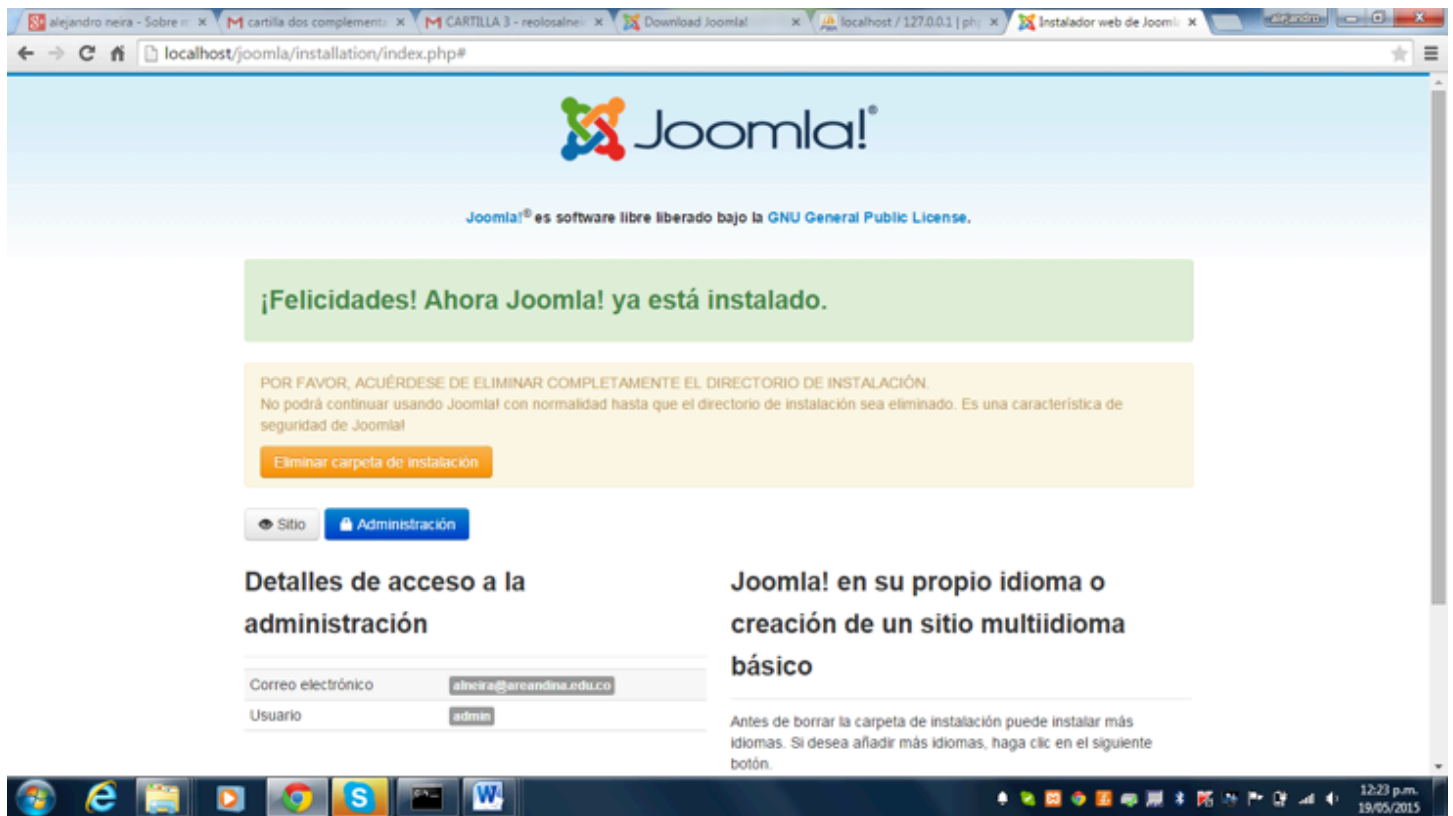 alejandro neira - Sobre m
cartilla dos complementa
CARTILLA 3 - reolosalnei
Download Joomla!
localhost / 127.0.0.1 | ph
Instalador web de Jooml
alejandro
localhost/joomla/installation/index.php#
Joomla!®
Joomla!® es software libre liberado bajo la GNU General Public License.
¡Felicidades! Ahora Joomla! ya está instalado.
POR FAVOR, ACUÉRDESE DE ELIMINAR COMPLETAMENTE EL DIRECTORIO DE INSTALACIÓN.
No podrá continuar usando Joomla! con normalidad hasta que el directorio de instalación sea eliminado. Es una característica de
seguridad de Joomla!
Eliminar carpeta de instalación
Sitio
Administración
Detalles de acceso a la
administración
Correo electrónico alneira@areandina.edu.co
Usuario admin
Joomla! en su propio idioma o
creación de un sitio multiidioma
básico
Antes de borrar la carpeta de instalación puede instalar más
idiomas. Si desea añadir más idiomas, haga clic en el siguiente
botón.
12:23 p.m.
19/05/2015